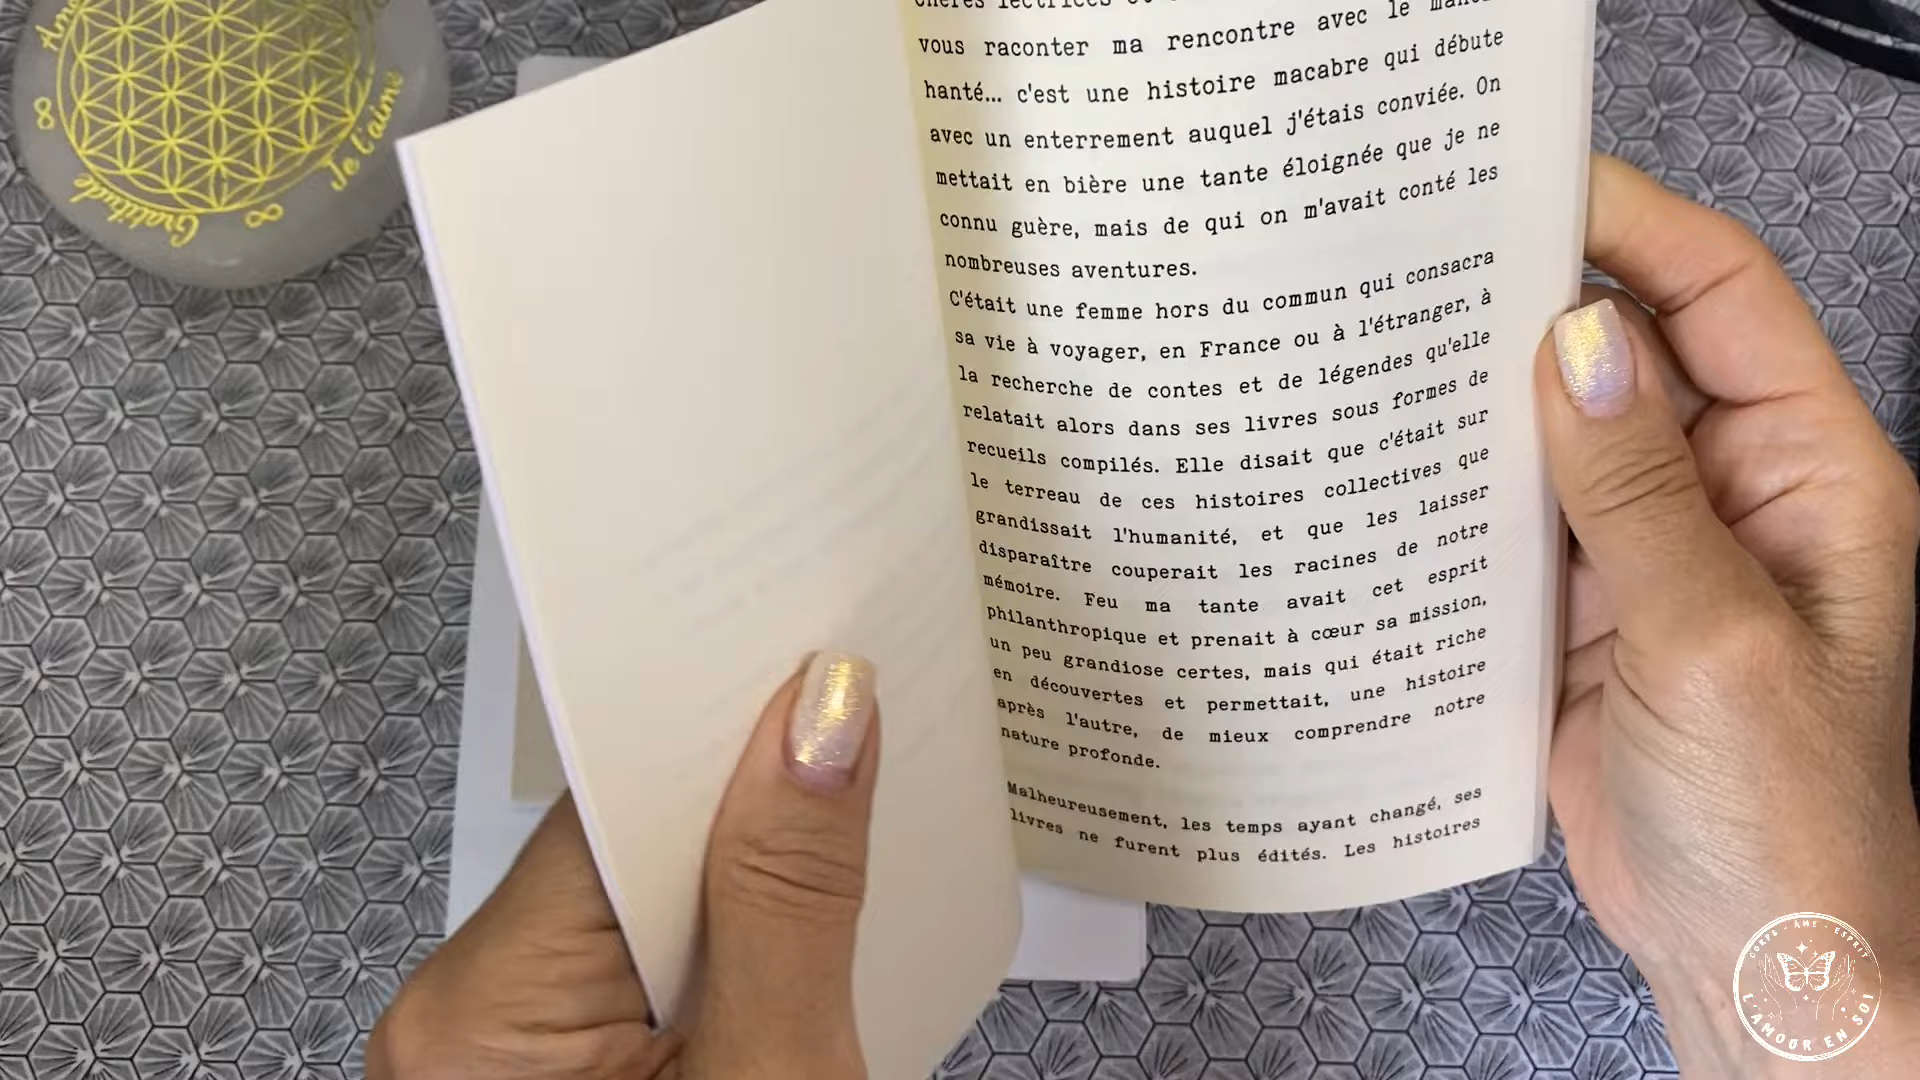 chères lectrices et
vous raconter ma rencontre avec le
hanté... c'est une histoire macabre qui débute
avec un enterrement auquel j'étais conviée. On
mettait en bière une tante éloignée que je ne
connu guère, mais de qui on m'avait conté les
nombreuses aventures.
C'était une femme hors du commun qui consacra
sa vie à voyager, en France ou à l'étranger, à
la recherche de contes et de légendes qu'elle
relatait alors dans ses livres sous formes de
recueils compilés. Elle disait que c'était sur
le terreau de ces histoires collectives que
grandissait l'humanité, et que les laisser
disparaître couperait les racines de notre
mémoire. Feu ma tante avait cet esprit
philanthropique et prenait à cœur sa mission,
un peu grandiose certes, mais qui était riche
en découvertes et permettait, une histoire
après l'autre, de mieux comprendre notre
nature profonde.
Malheureusement, les temps ayant changé, ses
livres ne furent plus édités. Les histoires
Je t'aime
Gratitude
CORPS - ÂME - ESPRIT
L'AMOUR EN SOI